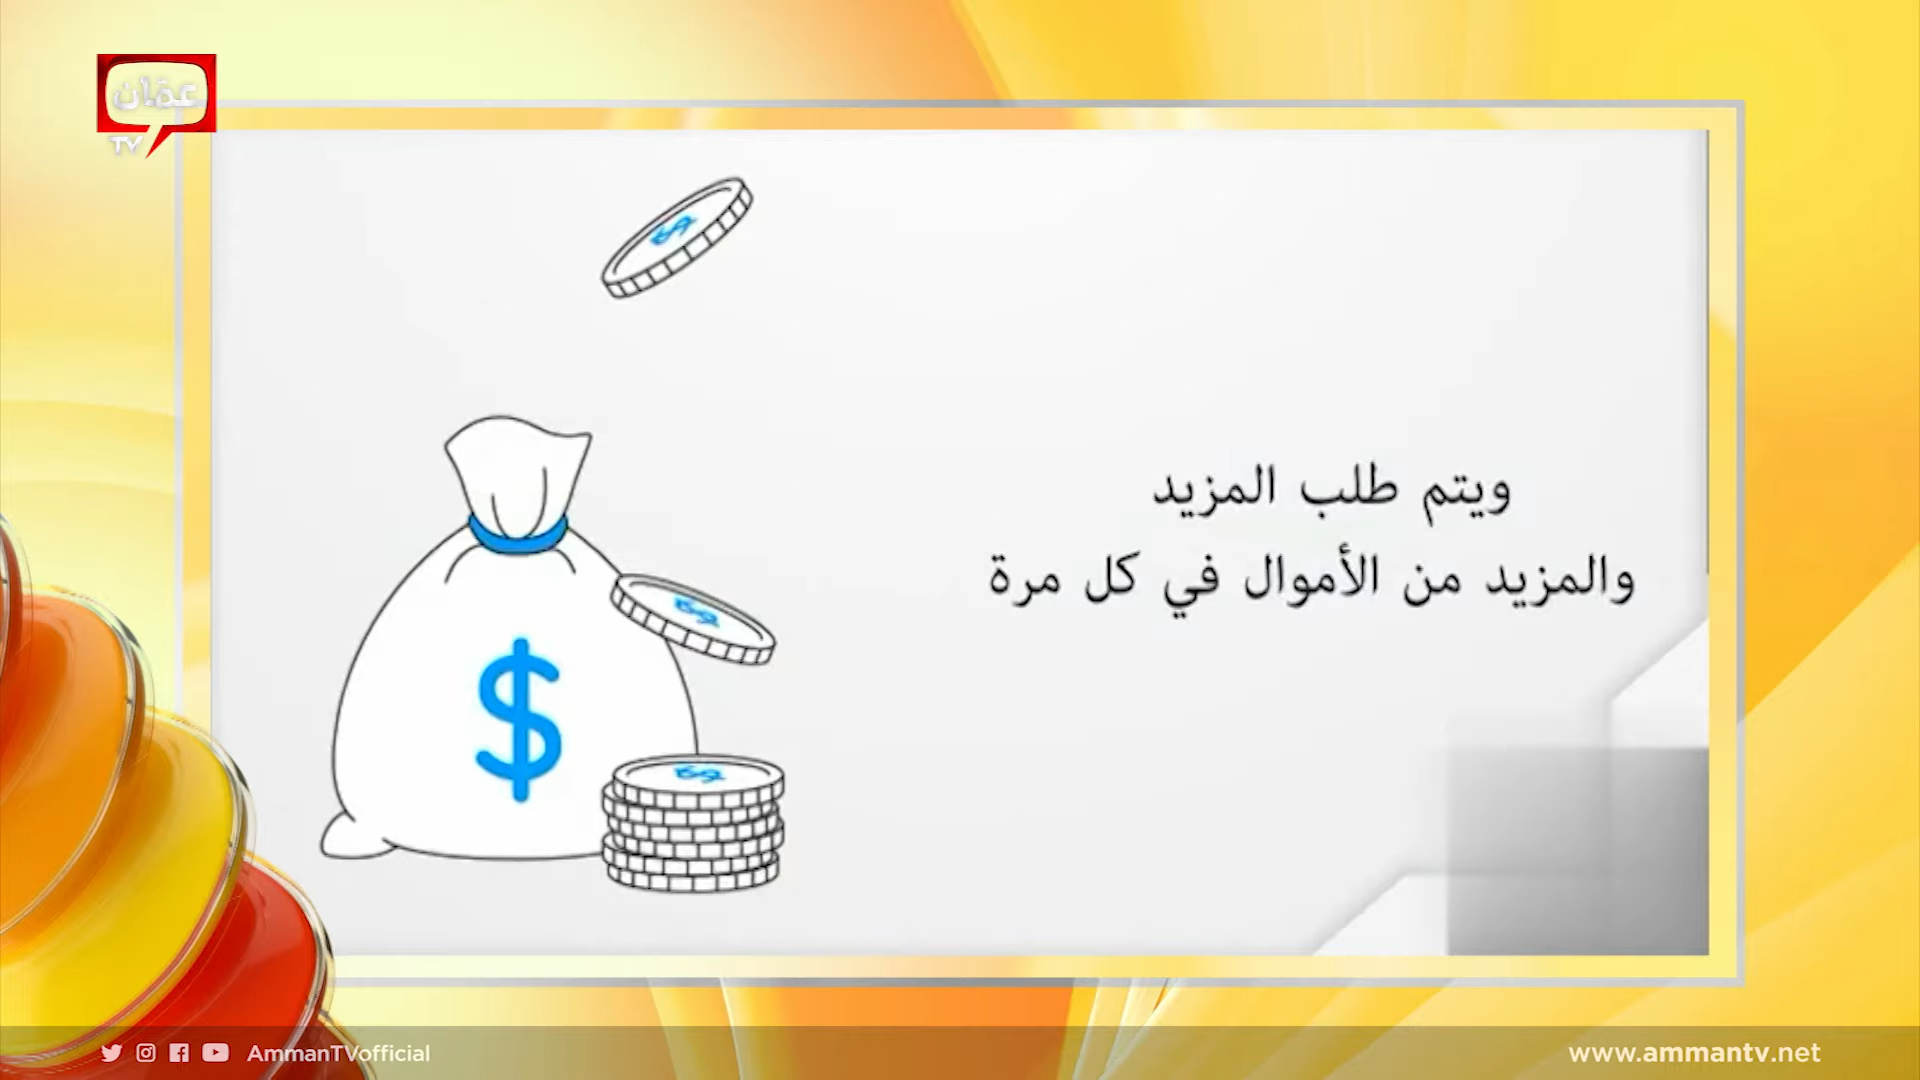 عمّان
TV
ويتم طلب المزيد
والمزيد من الأموال في كل مرة
$
AmmanTVofficial
www.ammantv.net